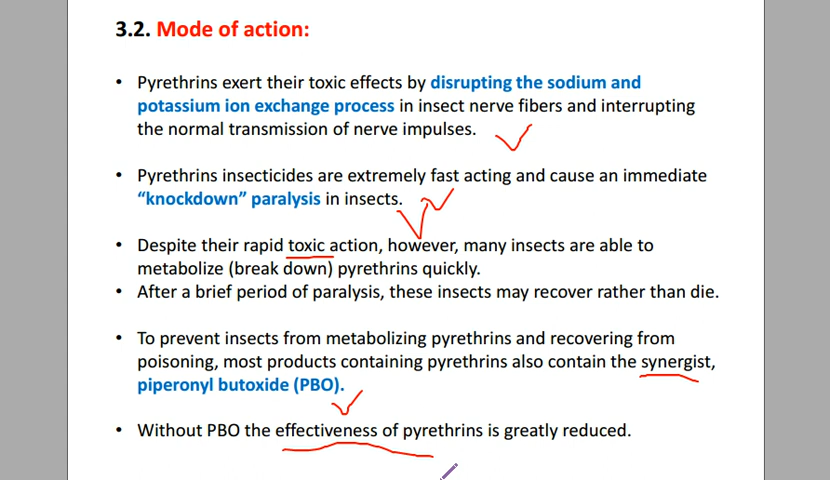 3.2. Mode of action:
• Pyrethrins exert their toxic effects by disrupting the sodium and
potassium ion exchange process in insect nerve fibers and interrupting
the normal transmission of nerve impulses.
• Pyrethrins insecticides are extremely fast acting and cause an immediate
“knockdown” paralysis in insects.
• Despite their rapid toxic action, however, many insects are able to
metabolize (break down) pyrethrins quickly.
• After a brief period of paralysis, these insects may recover rather than die.
• To prevent insects from metabolizing pyrethrins and recovering from
poisoning, most products containing pyrethrins also contain the synergist,
piperonyl butoxide (PBO).
• Without PBO the effectiveness of pyrethrins is greatly reduced.